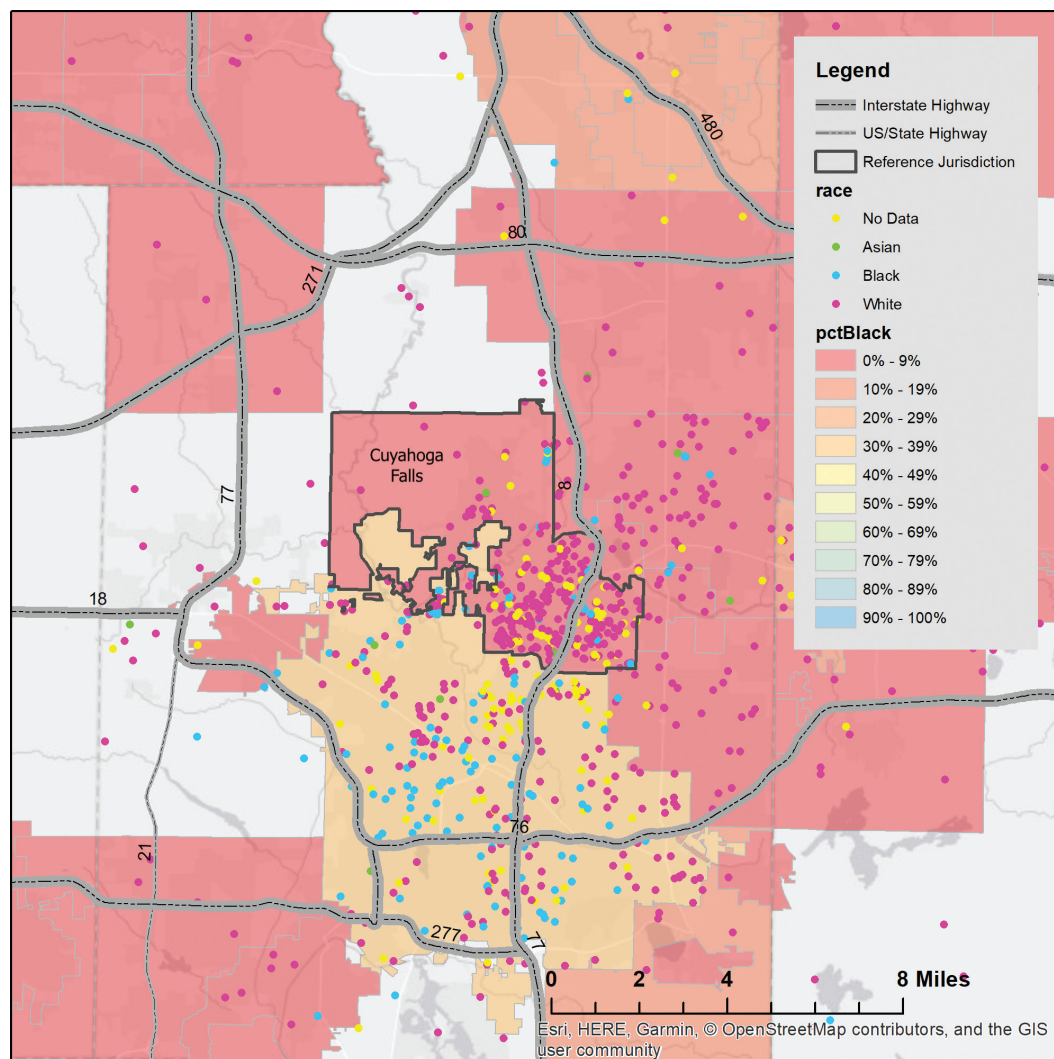 480
80
271
Cuyahoga
Falls
8
77
18
76
21
277
77
Legend
Interstate Highway
US/State Highway
Reference Jurisdiction
race
No Data
Asian
Black
White
pctBlack
0% - 9%
10% - 19%
20% - 29%
30% - 39%
40% - 49%
50% - 59%
60% - 69%
70% - 79%
80% - 89%
90% - 100%
0 2 4 8 Miles
Esri, HERE, Garmin, © OpenStreetMap contributors, and the GIS
user community